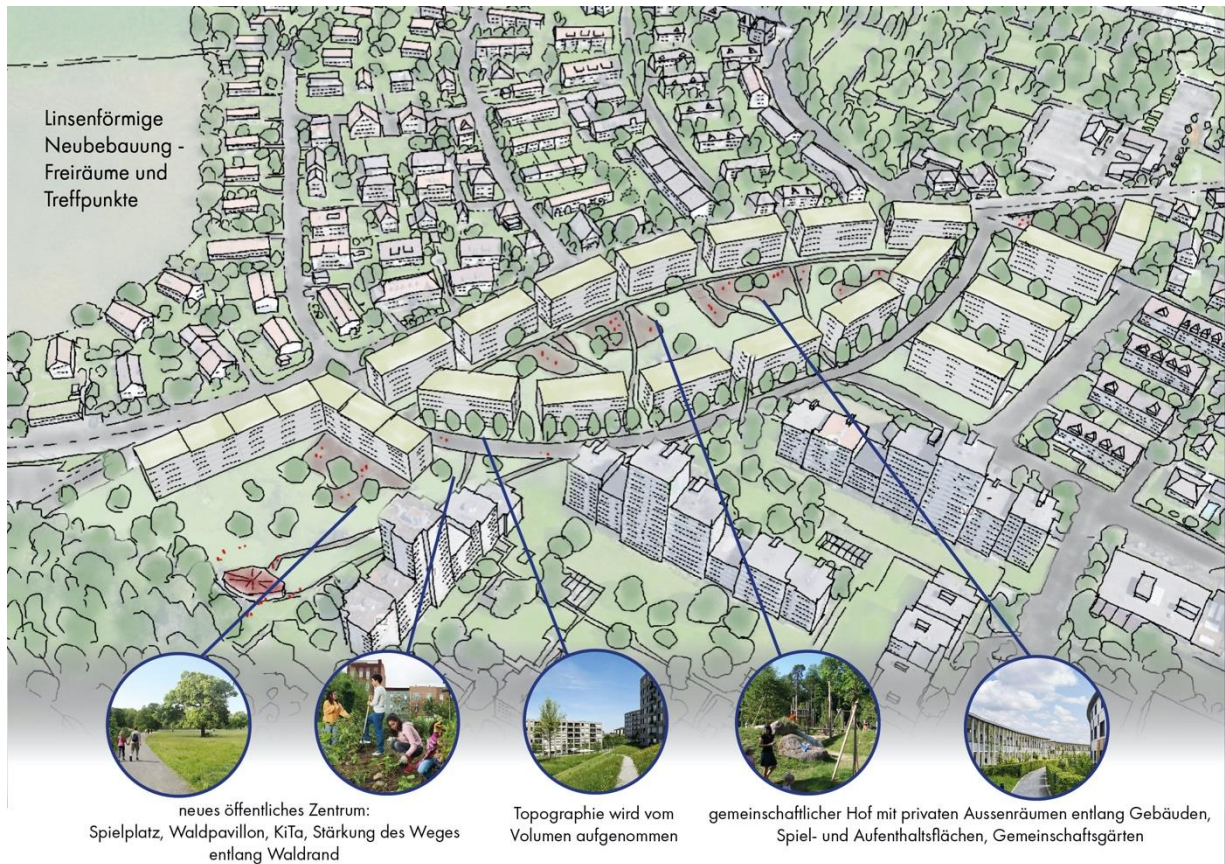 Linsenförmige
Neubebauung -
Freiräume und
Treffpunkte
neues öffentliches Zentrum:
Spielplatz, Waldpavillon, KiTa, Stärkung des Weges
entlang Waldrand
Topographie wird vom
Volumen aufgenommen
gemeinschaftlicher Hof mit privaten Aussenräumen entlang Gebäuden,
Spiel- und Aufenthaltsflächen, Gemeinschaftsgärten